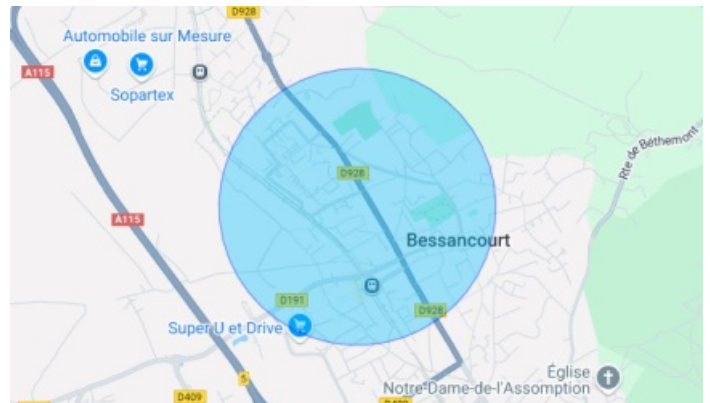 D928
Automobile sur Mesure
A115
Sopartex
Rte de Béthemont
D928
A115
Bessancourt
D191
D928
Super U et Drive
5
Église
Notre-Dame-de-l'Assomption
D409